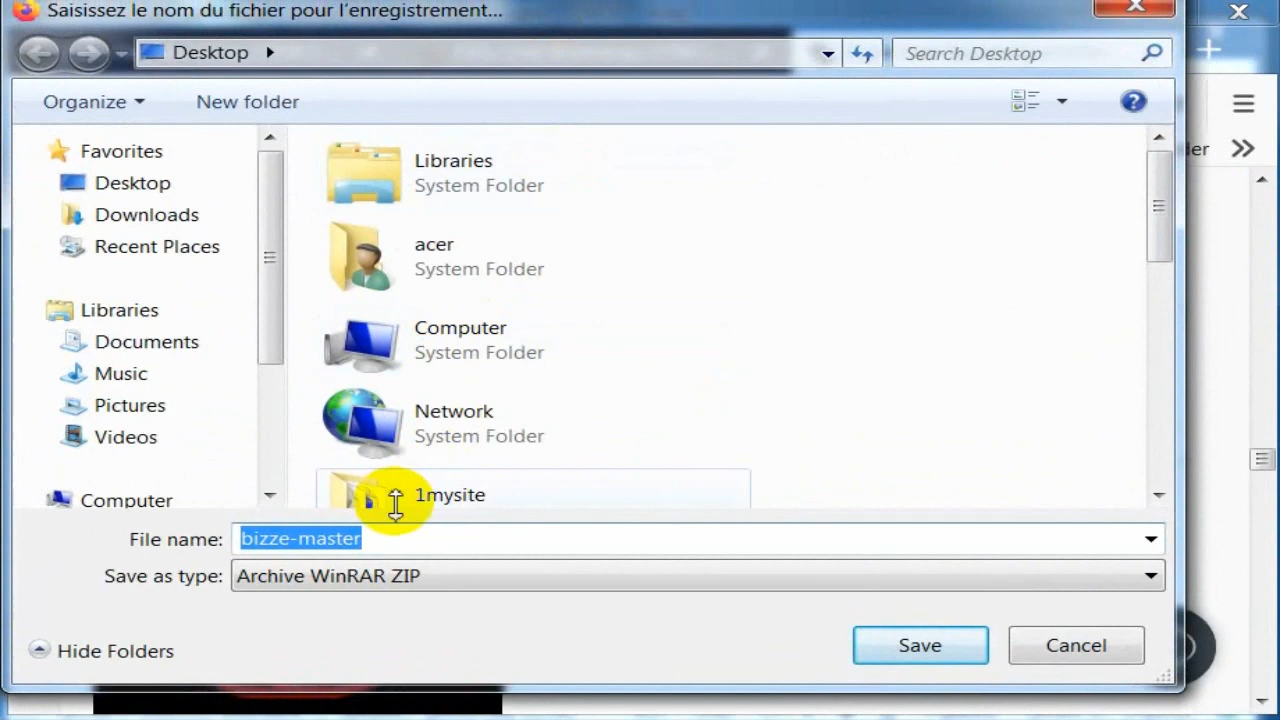 Saisissez le nom du fichier pour l'enregistrement...
Desktop
Search Desktop
Organize
New folder
Favorites
Desktop
Downloads
Recent Places
Libraries
Documents
Music
Pictures
Videos
Computer
Libraries
System Folder
acer
System Folder
Computer
System Folder
Network
System Folder
1mysite
File name: bizze-master
Save as type: Archive WinRAR ZIP
Hide Folders
Save
Cancel